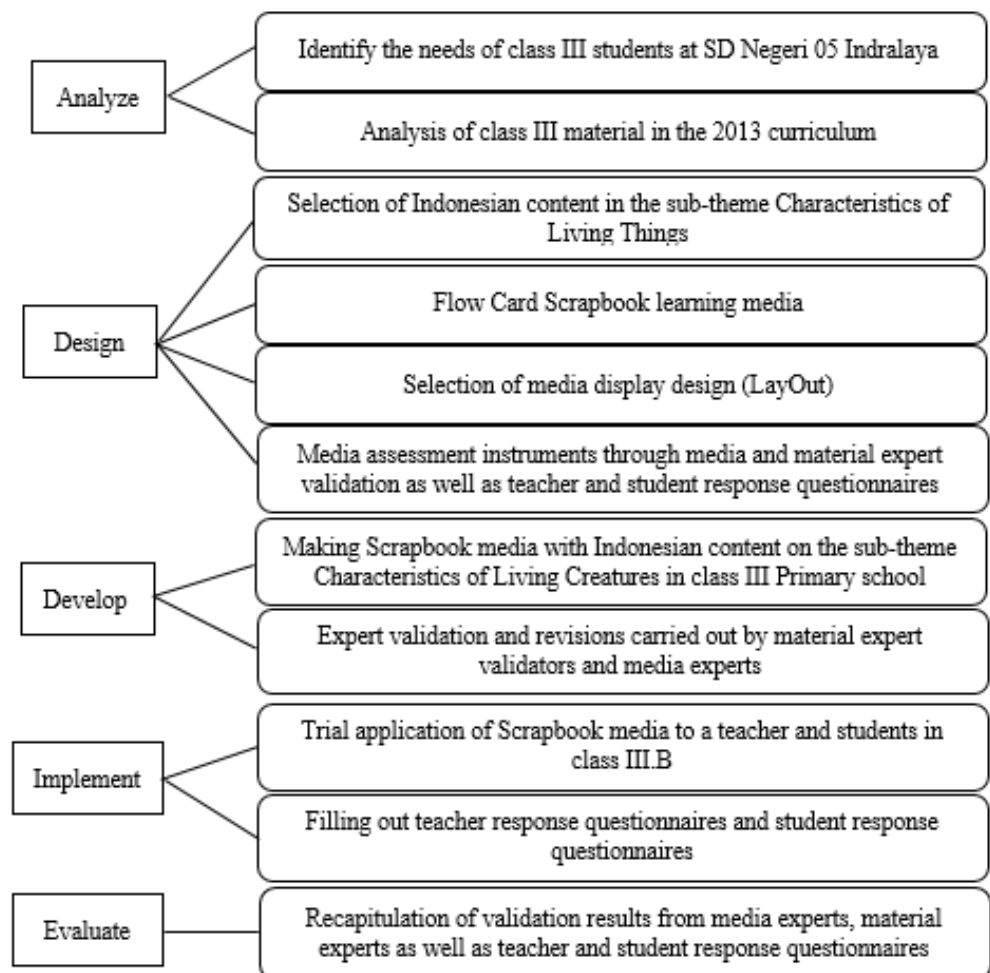 Analyze
Identify the needs of class III students at SD Negeri 05 Indralaya
Analysis of class III material in the 2013 curriculum
Design
Selection of Indonesian content in the sub-theme Characteristics of
Living Things
Flow Card Scrapbook learning media
Selection of media display design (LayOut)
Media assessment instruments through media and material expert
validation as well as teacher and student response questionnaires
Develop
Making Scrapbook media with Indonesian content on the sub-theme
Characteristics of Living Creatures in class III Primary school
Expert validation and revisions carried out by material expert
validators and media experts
Implement
Trial application of Scrapbook media to a teacher and students in
class III.B
Filling out teacher response questionnaires and student response
questionnaires
Evaluate
Recapitulation of validation results from media experts, material
experts as well as teacher and student response questionnaires